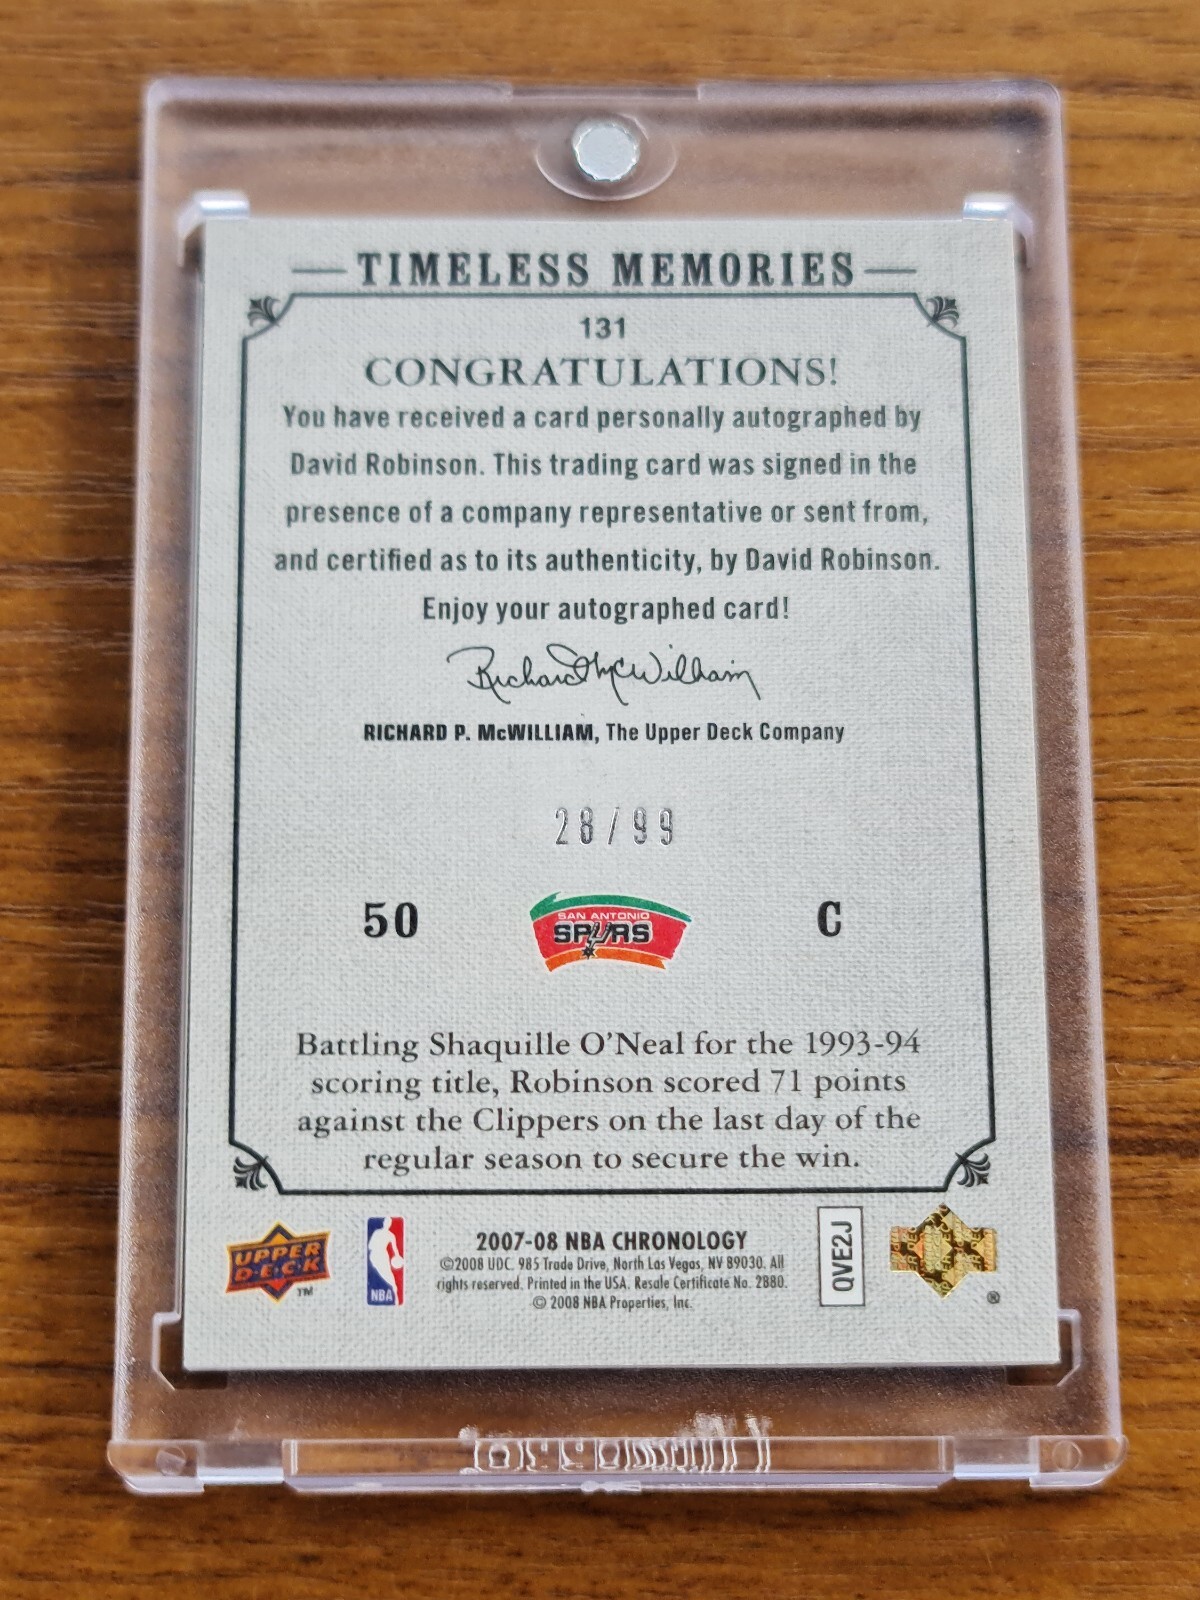 TIMELESS MEMORIES
131
CONGRATULATIONS!
You have received a card personally autographed by
David Robinson. This trading card was signed in the
presence of a company representative or sent from,
and certified as to its authenticity, by David Robinson.
Enjoy your autographed card!
Richard McWilliam
RICHARD P. McWILLIAM, The Upper Deck Company
28/99
50
SAN ANTONIO
SPURS
C
Battling Shaquille O'Neal for the 1993-94
scoring title, Robinson scored 71 points
against the Clippers on the last day of the
regular season to secure the win.
UPPER
DECK
TM
NBA
2007-08 NBA CHRONOLOGY
©2008 UDC. 985 Trade Drive, North Las Vegas, NV 89030. All
rights reserved. Printed in the USA. Resale Certificate No. 2880.
© 2008 NBA Properties, Inc.
QVE2J
®